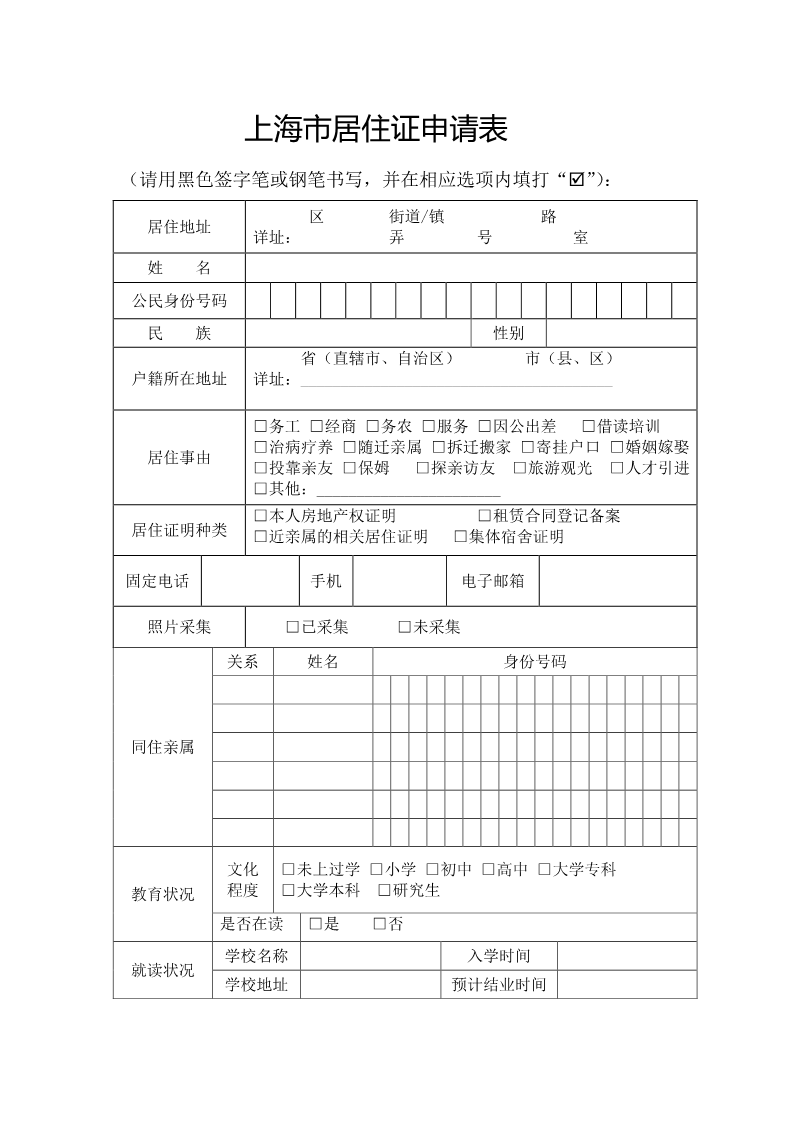 上海市居住证申请表
（请用黑色签字笔或钢笔书写，并在相应选项内填打“☑”）：
居住地址
区 街道/镇 路
详址： 弄 号 室
姓 名
公民身份号码
民 族 性别
户籍所在地址
省（直辖市、自治区） 市（县、区）
详址：_______________________________________
居住事由
□务工 □经商 □务农 □服务 □因公出差 □借读培训
□治病疗养 □随迁亲属 □拆迁搬家 □寄挂户口 □婚姻嫁娶
□投靠亲友 □保姆 □探亲访友 □旅游观光 □人才引进
□其他：_______________________
居住证明种类
□本人房地产权证明 □租赁合同登记备案
□近亲属的相关居住证明 □集体宿舍证明
固定电话 手机 电子邮箱
照片采集 □已采集 □未采集
同住亲属
关系 姓名 身份号码
教育状况
文化
程度
□未上过学 □小学 □初中 □高中 □大学专科
□大学本科 □研究生
是否在读 □是 □否
就读状况
学校名称 入学时间
学校地址 预计结业时间